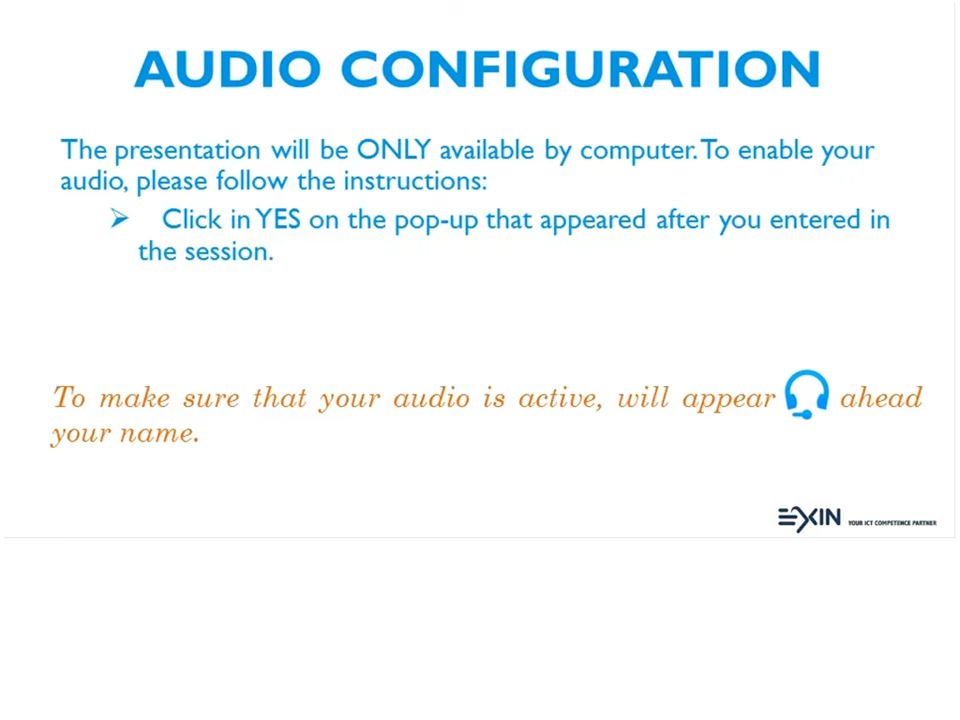 AUDIO CONFIGURATION
The presentation will be ONLY available by computer. To enable your
audio, please follow the instructions:
Click in YES on the pop-up that appeared after you entered in
the session.
To make sure that your audio is active, will appear ahead
your name.
EXIN YOUR ICT COMPETENCE PARTNER